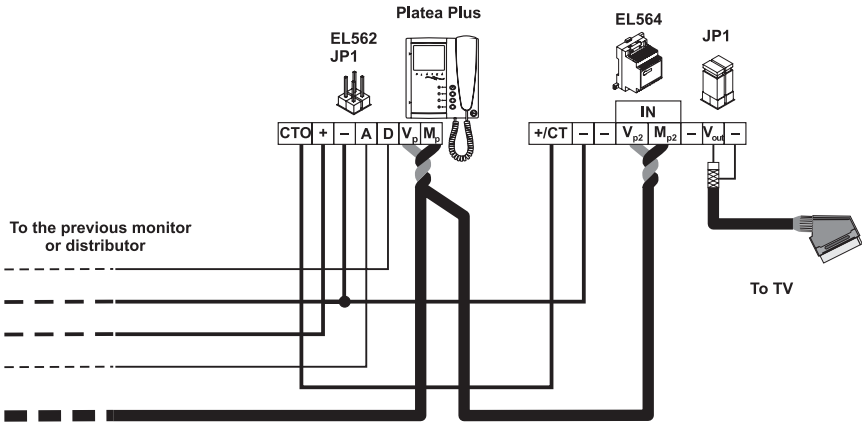 Platea Plus
EL562
JP1
EL564
JP1
PLATEA
IN
CTO + – A D Vp Mp
+/CT – – Vp2 Mp2 – Vout –
To the previous monitor
or distributor
To TV